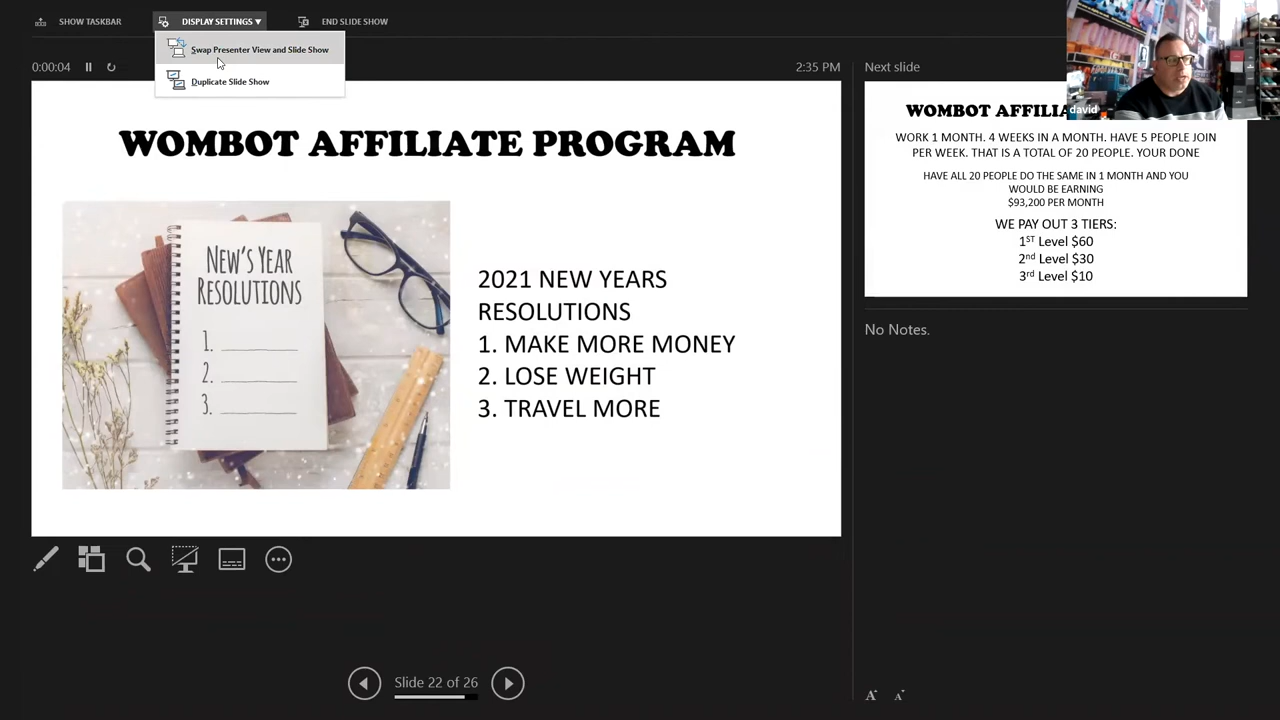 SHOW TASKBAR
DISPLAY SETTINGS ▼
END SLIDE SHOW
Swap Presenter View and Slide Show
Duplicate Slide Show
0:00:04
2:35 PM
WOMBOT AFFILIATE PROGRAM
NEW'S YEAR
RESOLUTIONS
1.
2.
3.
2021 NEW YEARS
RESOLUTIONS
1. MAKE MORE MONEY
2. LOSE WEIGHT
3. TRAVEL MORE
Slide 22 of 26
Next slide
david
WOMBOT
WORK 1 MONTH. 4 WEEKS IN A MONTH. HAVE 5 PEOPLE JOIN
PER WEEK. THAT IS A TOTAL OF 20 PEOPLE. YOUR DONE
HAVE ALL 20 PEOPLE DO THE SAME IN 1 MONTH AND YOU
WOULD BE EARNING
$93,200 PER MONTH
WE PAY OUT 3 TIERS:
1ST Level $60
2nd Level $30
3rd Level $10
No Notes.
A A